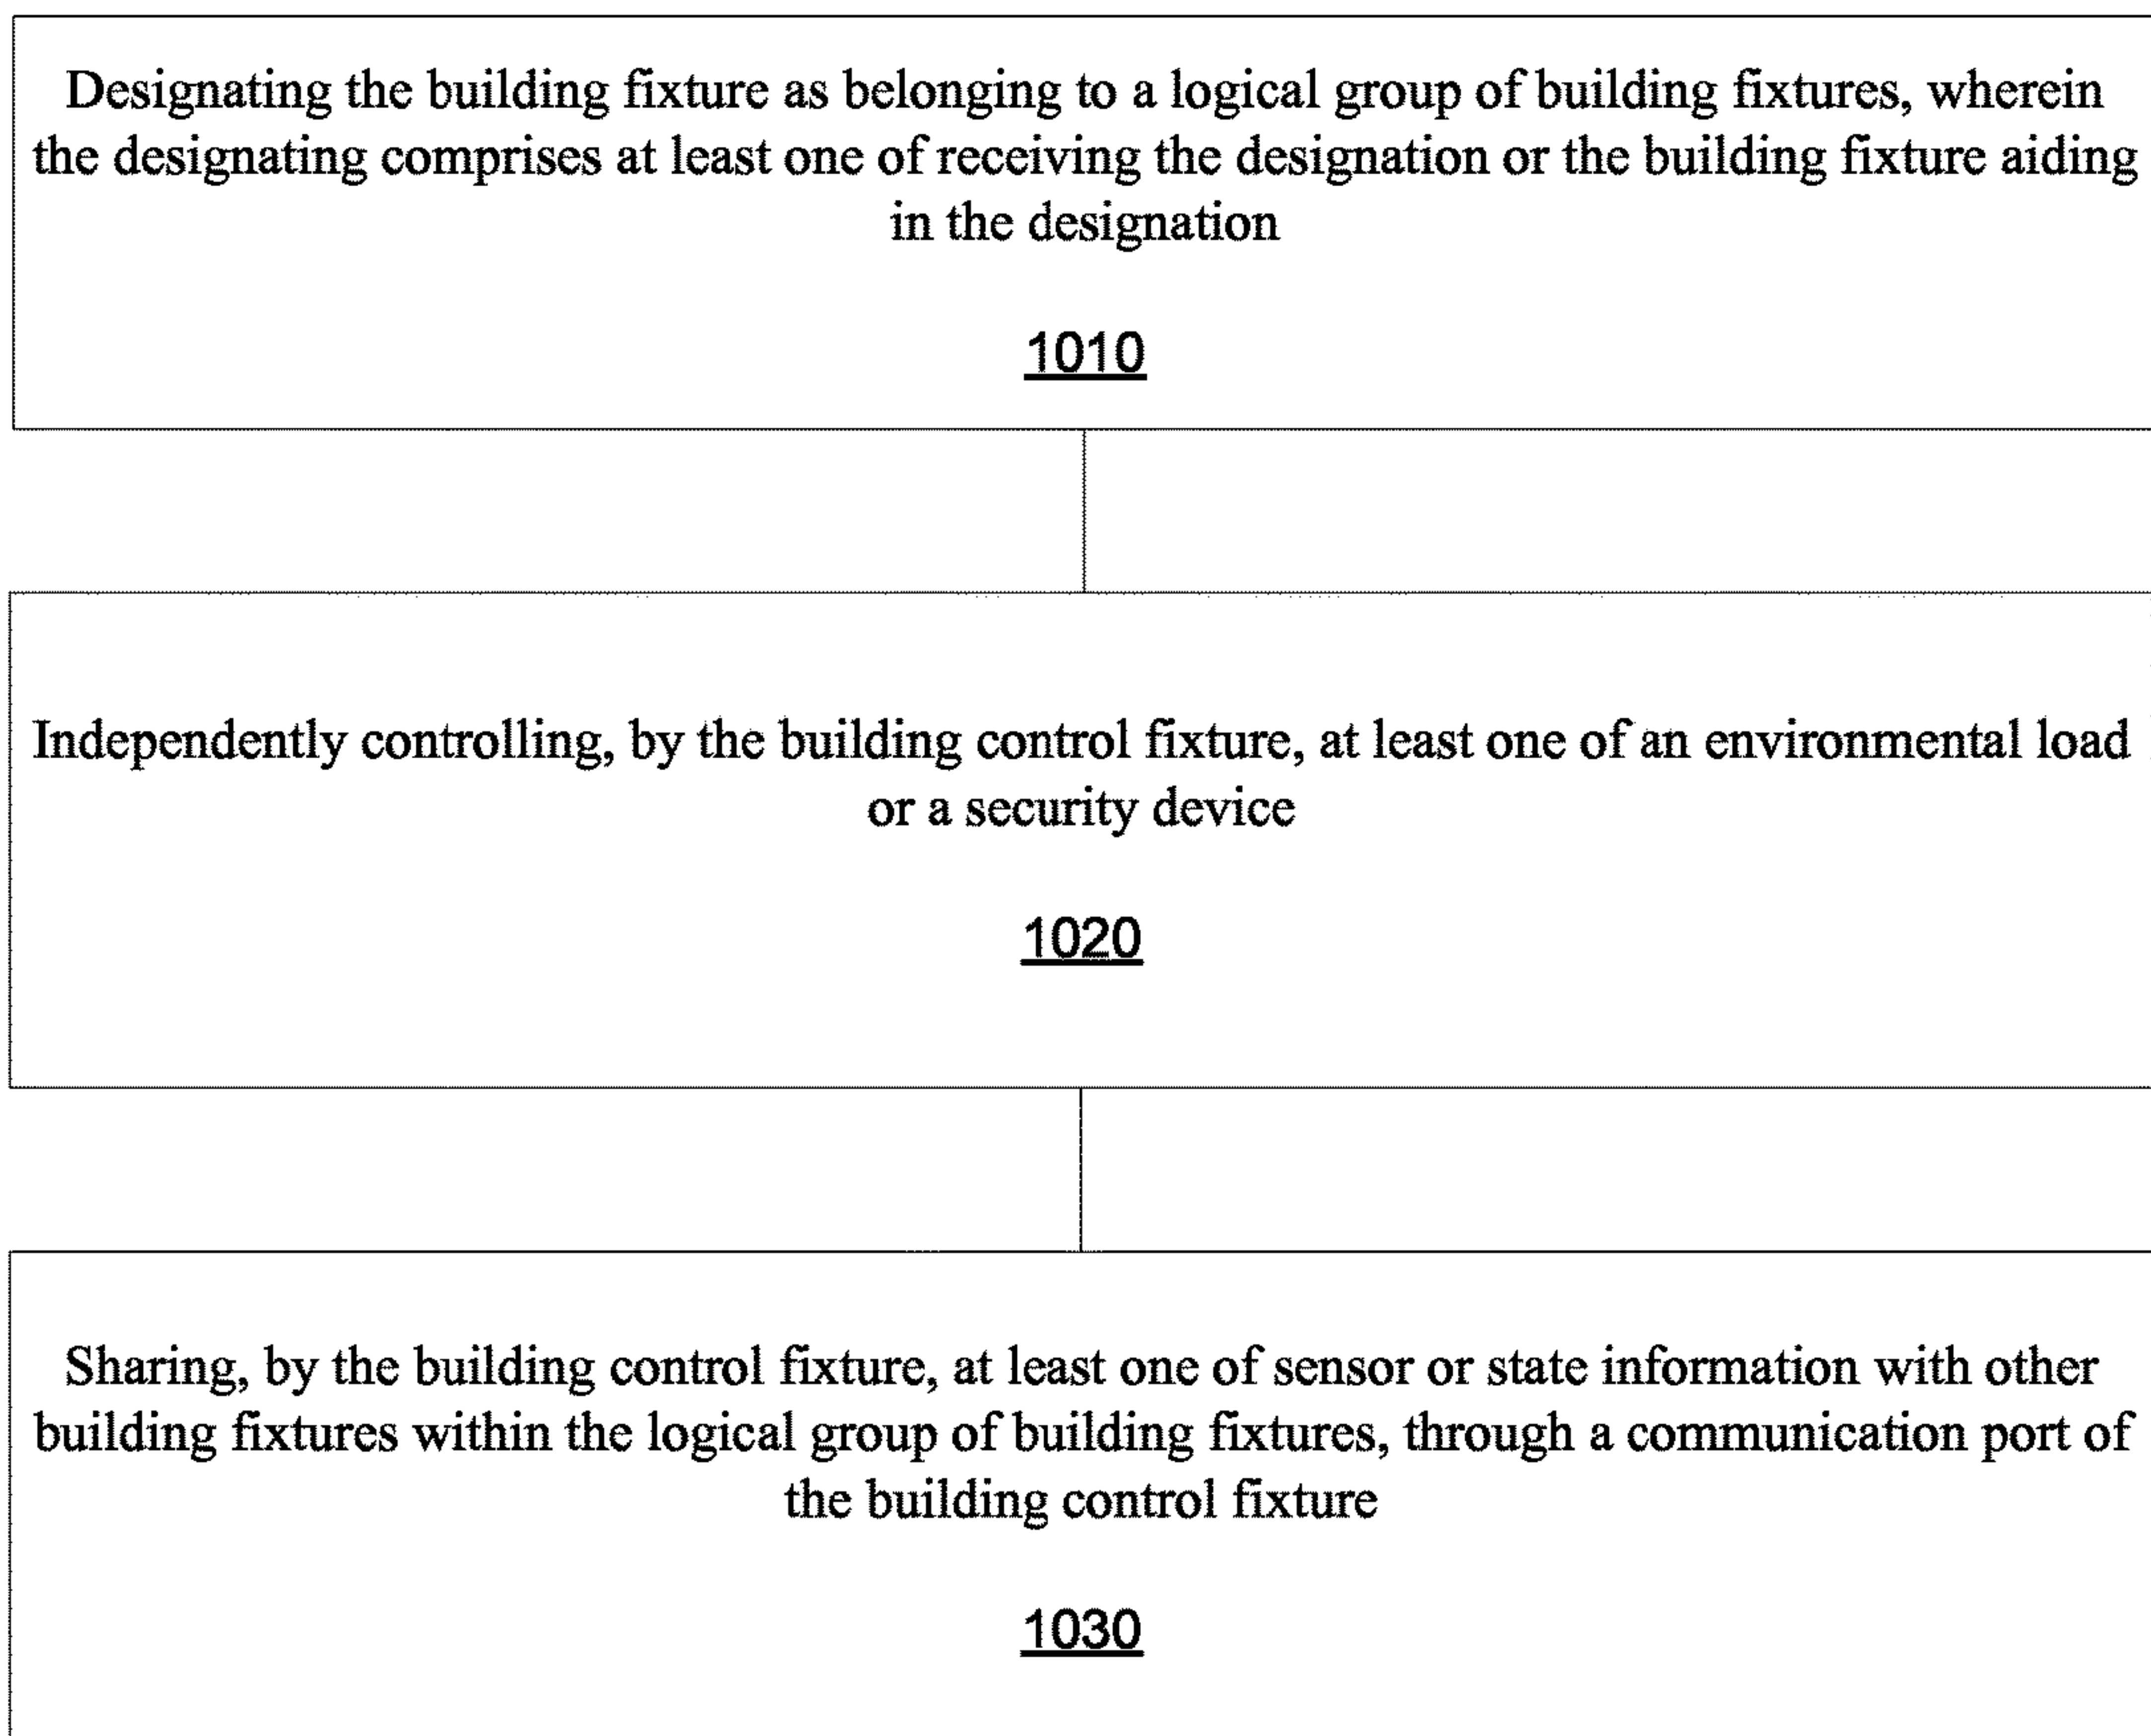 Designating the building fixture as belonging to a logical group of building fixtures, wherein
the designating comprises at least one of receiving the designation or the building fixture aiding
in the designation
1010
Independently controlling, by the building control fixture, at least one of an environmental load
or a security device
1020
Sharing, by the building control fixture, at least one of sensor or state information with other
building fixtures within the logical group of building fixtures, through a communication port of
the building control fixture
1030